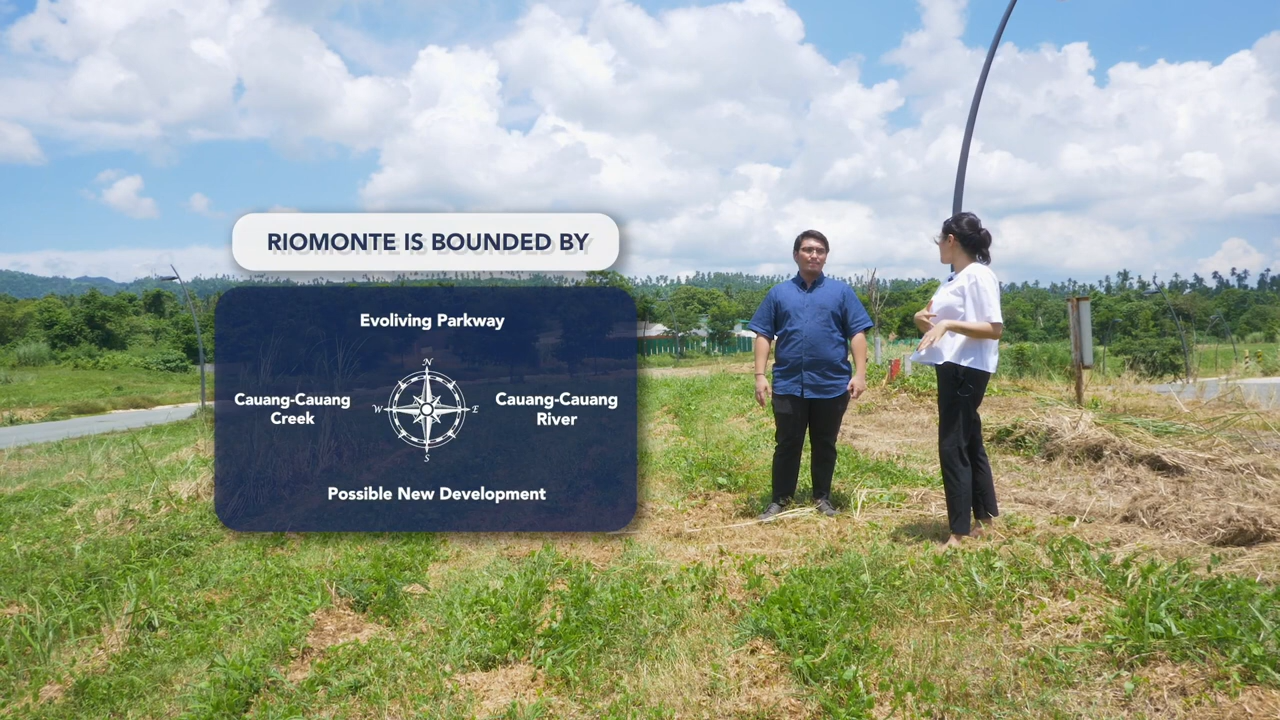 RIOMONTE IS BOUNDED BY
Evoliving Parkway
N
Cauang-Cauang
Creek
W
E
Cauang-Cauang
River
S
Possible New Development